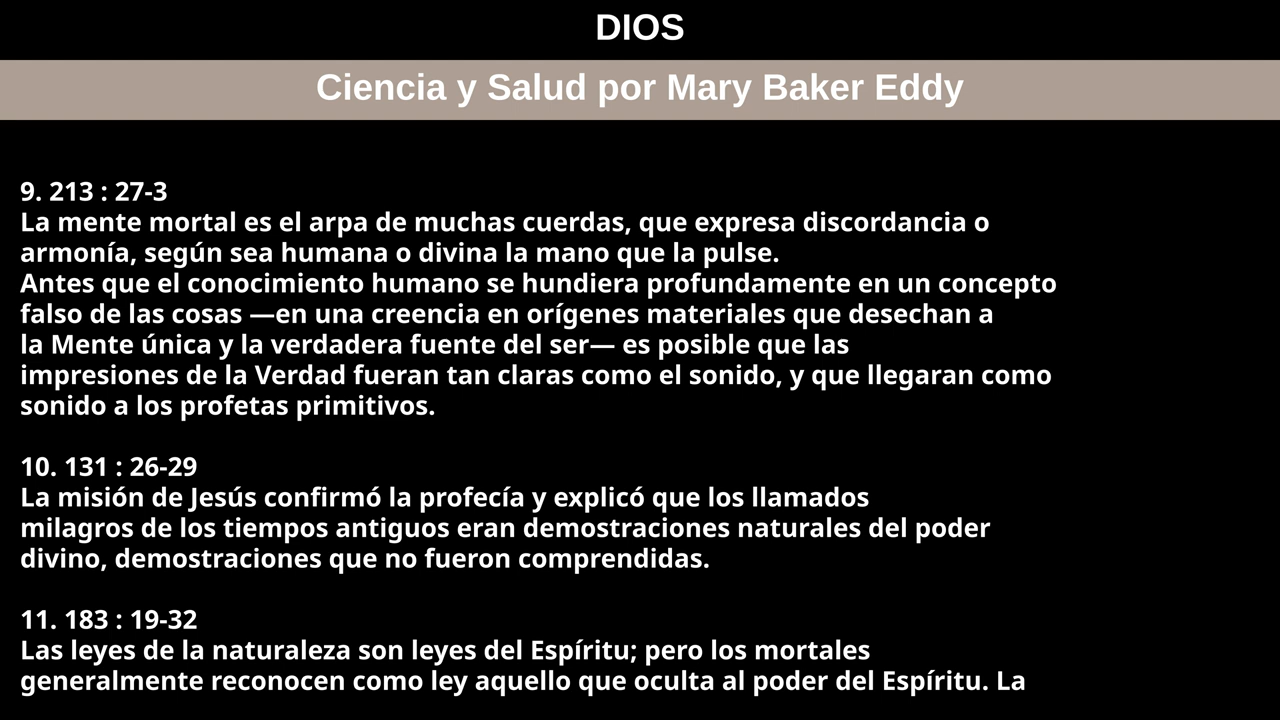 DIOS
Ciencia y Salud por Mary Baker Eddy
9. 213 : 27-3
La mente mortal es el arpa de muchas cuerdas, que expresa discordancia o
armonía, según sea humana o divina la mano que la pulse.
Antes que el conocimiento humano se hundiera profundamente en un concepto
falso de las cosas —en una creencia en orígenes materiales que desechan a
la Mente única y la verdadera fuente del ser— es posible que las
impresiones de la Verdad fueran tan claras como el sonido, y que llegaran como
sonido a los profetas primitivos.
10. 131 : 26-29
La misión de Jesús confirmó la profecía y explicó que los llamados
milagros de los tiempos antiguos eran demostraciones naturales del poder
divino, demostraciones que no fueron comprendidas.
11. 183 : 19-32
Las leyes de la naturaleza son leyes del Espíritu; pero los mortales
generalmente reconocen como ley aquello que oculta al poder del Espíritu. La